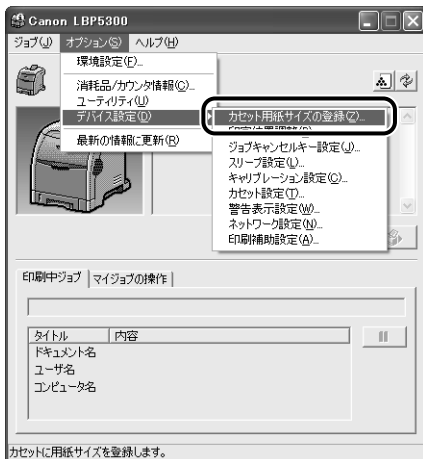 Canon LBP5300
ジョブ(J) オプション(S) ヘルプ(H)
環境設定(F)...
消耗品/カウンタ情報(C)...
ユーティリティ(U)
デバイス設定(D)
最新の情報に更新(R)
カセット用紙サイズの登録(Z)...
ジョブキャンセルキー設定(J)...
スリープ設定(L)...
キャリブレーション設定(C)...
カセット設定(T)...
警告表示設定(W)...
ネットワーク設定(N)...
印刷補助設定(A)...
印刷中ジョブ マイジョブの操作
タイトル 内容
ドキュメント名
ユーザ名
コンピュータ名
カセットに用紙サイズを登録します。